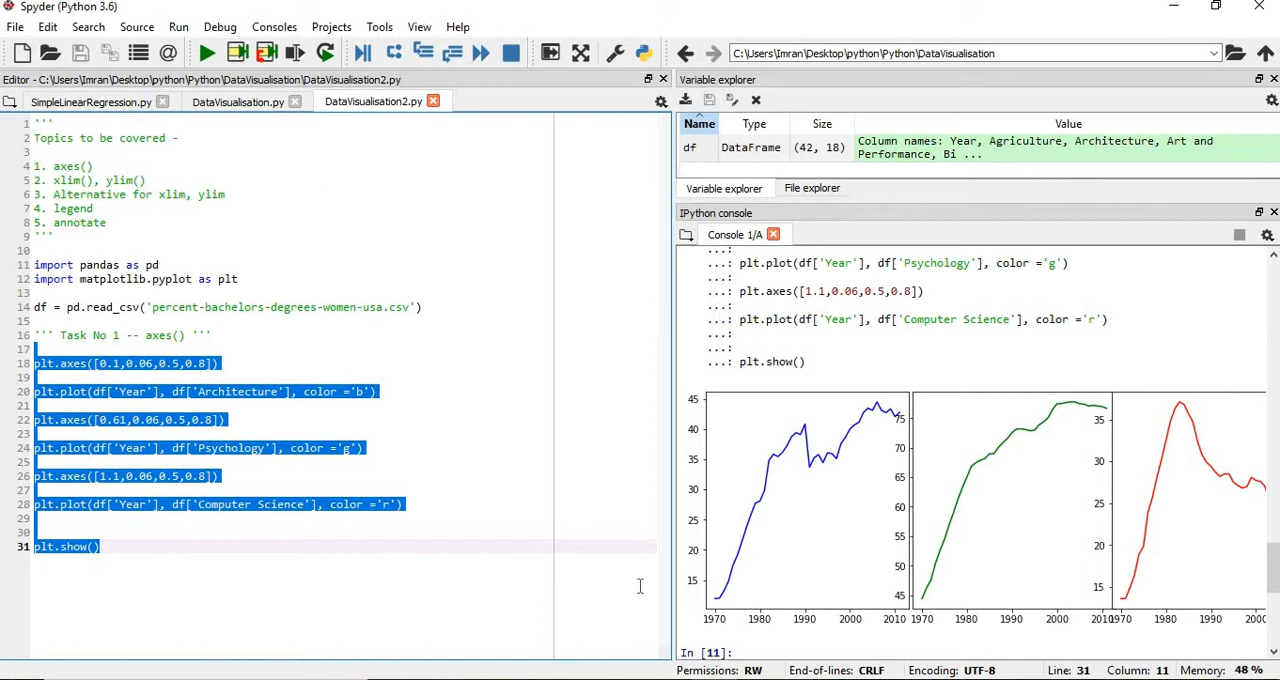 Spyder (Python 3.6)
File Edit Search Source Run Debug Consoles Projects Tools View Help
C:\Users\Imran\Desktop\python\Python\DataVisualisation
Editor - C:\Users\Imran\Desktop\python\Python\DataVisualisation\DataVisualisation2.py
SimpleLinearRegression.py DataVisualisation.py DataVisualisation2.py
1 '''
2 Topics to be covered -
3
4 1. axes()
5 2. xlim(), ylim()
6 3. Alternative for xlim, ylim
7 4. legend
8 5. annotate
9 '''
10
11 import pandas as pd
12 import matplotlib.pyplot as plt
13
14 df = pd.read_csv('percent-bachelors-degrees-women-usa.csv')
15
16 ''' Task No 1 -- axes() '''
17
18 plt.axes([0.1,0.06,0.5,0.8])
19
20 plt.plot(df['Year'], df['Architecture'], color ='b')
21
22 plt.axes([0.61,0.06,0.5,0.8])
23
24 plt.plot(df['Year'], df['Psychology'], color ='g')
25
26 plt.axes([1.1,0.06,0.5,0.8])
27
28 plt.plot(df['Year'], df['Computer Science'], color ='r')
29
30
31 plt.show()
Variable explorer
Name Type Size Value
df DataFrame (42, 18) Column names: Year, Agriculture, Architecture, Art and
Performance, Bi ...
Variable explorer File explorer
IPython console
Console 1/A
...:
...: plt.plot(df['Year'], df['Psychology'], color ='g')
...:
...: plt.axes([1.1,0.06,0.5,0.8])
...:
...: plt.plot(df['Year'], df['Computer Science'], color ='r')
...:
...:
...: plt.show()
45
40
35
30
25
20
15
1970 1980 1990 2000 2010
75
70
65
60
55
50
45
1970 1980 1990 2000 2010
35
30
25
20
15
1970 1980 1990 2000
In [11]:
Permissions: RW End-of-lines: CRLF Encoding: UTF-8 Line: 31 Column: 11 Memory: 48 %